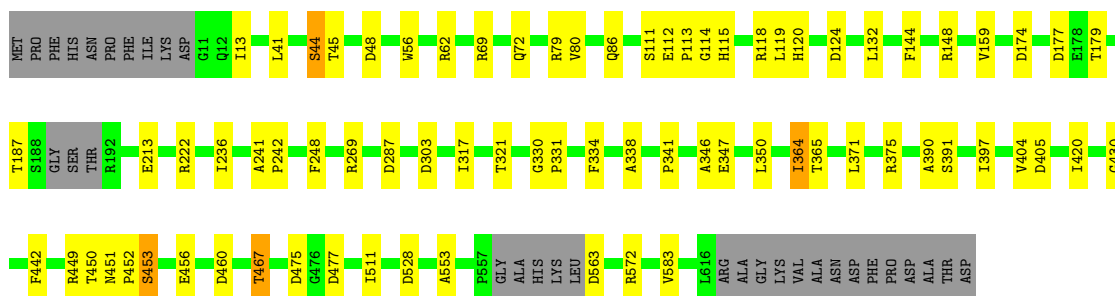 MET PRO PHE HIS ASN PRO PHE ILE LYS ASP G11 Q12 I13 L41 S44 T45 D48 W56 R62 R69 Q72 R79 V80 Q86 S111 E112 P113 G114 H115 R118 L119 H120 D124 L132 F144 R148 V159 D174 D177 E178 T179
T187 S188 GLY SER THR R192 E213 R222 I236 A241 P242 F248 R269 D287 D303 I317 T321 G330 P331 F334 A338 P341 A346 E347 L350 I364 T365 L371 R375 A390 S391 I397 V404 D405 I420
F442 R449 T450 N451 P452 S453 E456 D460 T467 D475 G476 D477 I511 D528 A553 P557 GLY ALA HIS LYS LEU D563 R572 V583 L616 ARG ALA GLY LYS VAL ALA ASN ASP PHE PRO ASP ALA THR ASP